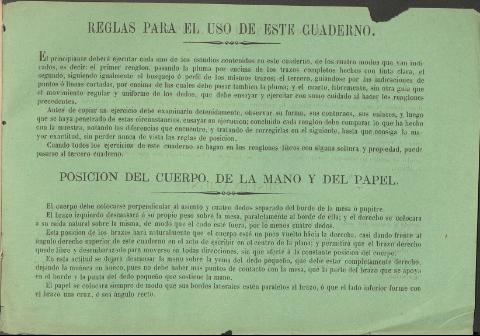 REGLAS PARA EL USO DE ESTE CUADERNO.
El principiante deberá ejecutar cada uno de los estudios contenidos en este cuaderno, de los cuatro modos que van indi-
cados, es decir: el primer renglon, pasando la pluma por encima de los trazos completos hechos con tinta clara, el
segundo, siguiendo igualmente el bosquejo ó perfil de los mismos trazos; el tercero, guiándose por las indicaciones de
puntos ó líneas cortadas, por encima de las cuales debe pasar tambien la pluma; y el cuarto, libremente, sin otra guia que
el movimiento regular y uniforme de los dedos, que debe ensayar y ejercitar con sumo cuidado al hacer los renglones
precedentes.
Antes de copiar un ejercicio debe examinarlo detenidamente, observar su forma, sus contornos, sus enlaces, y luego
que se haya penetrado de estas circunstancias, ensayar su ejecucion; concluido cada renglon debe comparar lo que ha hecho
con la muestra, notando las diferencias que encuentre, y tratando de corregirlas en el siguiente, hasta que consiga la ma-
yor exactitud, sin perder nunca de vista las reglas de posicion.
Cuando todos los ejercicios de este cuaderno se hagan en los renglones libres con alguna soltura, y propiedad, puede
pasarse al tercero cuaderno.
POSICION DEL CUERPO, DE LA MANO Y DEL PAPEL.
El cuerpo debe colocarse perpendicular al asiento y cuatro dedos separado del borde de la mesa ó pupitre.
El brazo izquierdo descansará ó su propio peso sobre la mesa, paralelamente al borde de ella; y el derecho se colocará
a su caida natural sobre la misma, de modo que el codo esté fuera, por lo menos cuatro dedos.
Esta posicion de los brazos hará naturalmente que el cuerpo esté un poco vuelto hácia la derecha, casi dando frente al
ángulo derecho superior de este cuaderno en el acto de escribir en el centro de la plana; y permitirá que el brazo derecho
quede libre y desembarazado para moverse en todas direcciones, sin que afecte á la constante posicion del cuerpo.
En esta actitud se dejará descansar la mano sobre la yema del dedo pequeño, que debe estar completamente derecho,
dejando la muñeca en hueco, pues no debe haber mas puntos de contacto con la mesa, que la parte del brazo que se apoya
en el borde y la punta del dedo pequeño que sostiene la mano.
El papel se colocará siempre de modo que sus bordes laterales estén paralelos al brazo, ó que el lado inferior forme con
el brazo una cruz, ó sea ángulo recto.